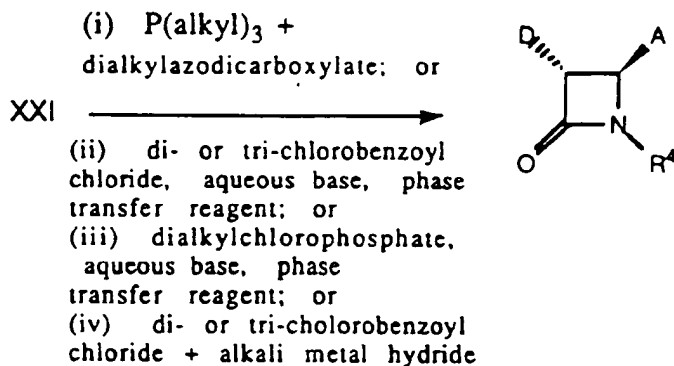 (i) P(alkyl)3 +
dialkylazodicarboxylate; or
XXI
(ii) di- or tri-chlorobenzoyl
chloride, aqueous base, phase
transfer reagent; or
(iii) dialkylchlorophosphate,
aqueous base, phase
transfer reagent; or
(iv) di- or tri-cholorobenzoyl
chloride + alkali metal hydride
D A
N
O R4